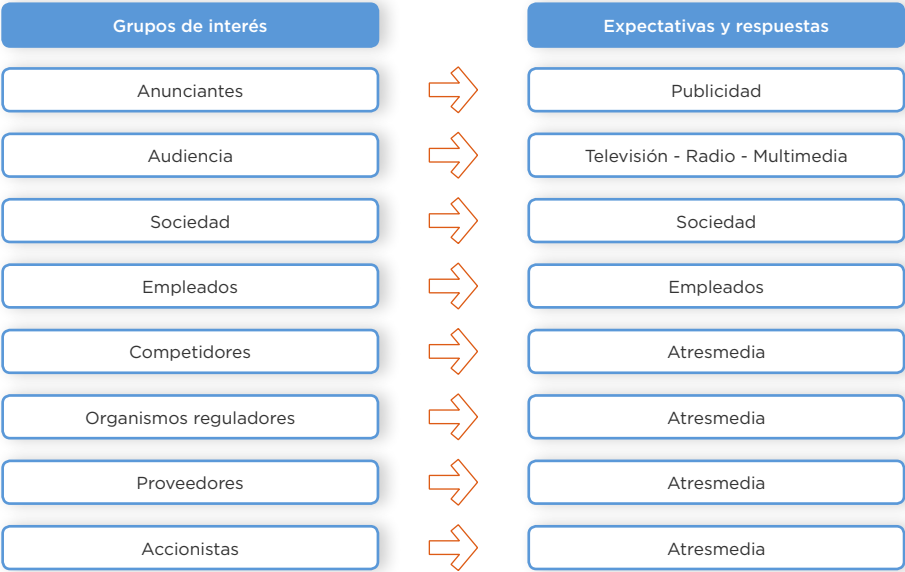 Grupos de interés
Expectativas y respuestas
Anunciantes
Publicidad
Audiencia
Televisión - Radio - Multimedia
Sociedad
Sociedad
Empleados
Empleados
Competidores
Atresmedia
Organismos reguladores
Atresmedia
Proveedores
Atresmedia
Accionistas
Atresmedia